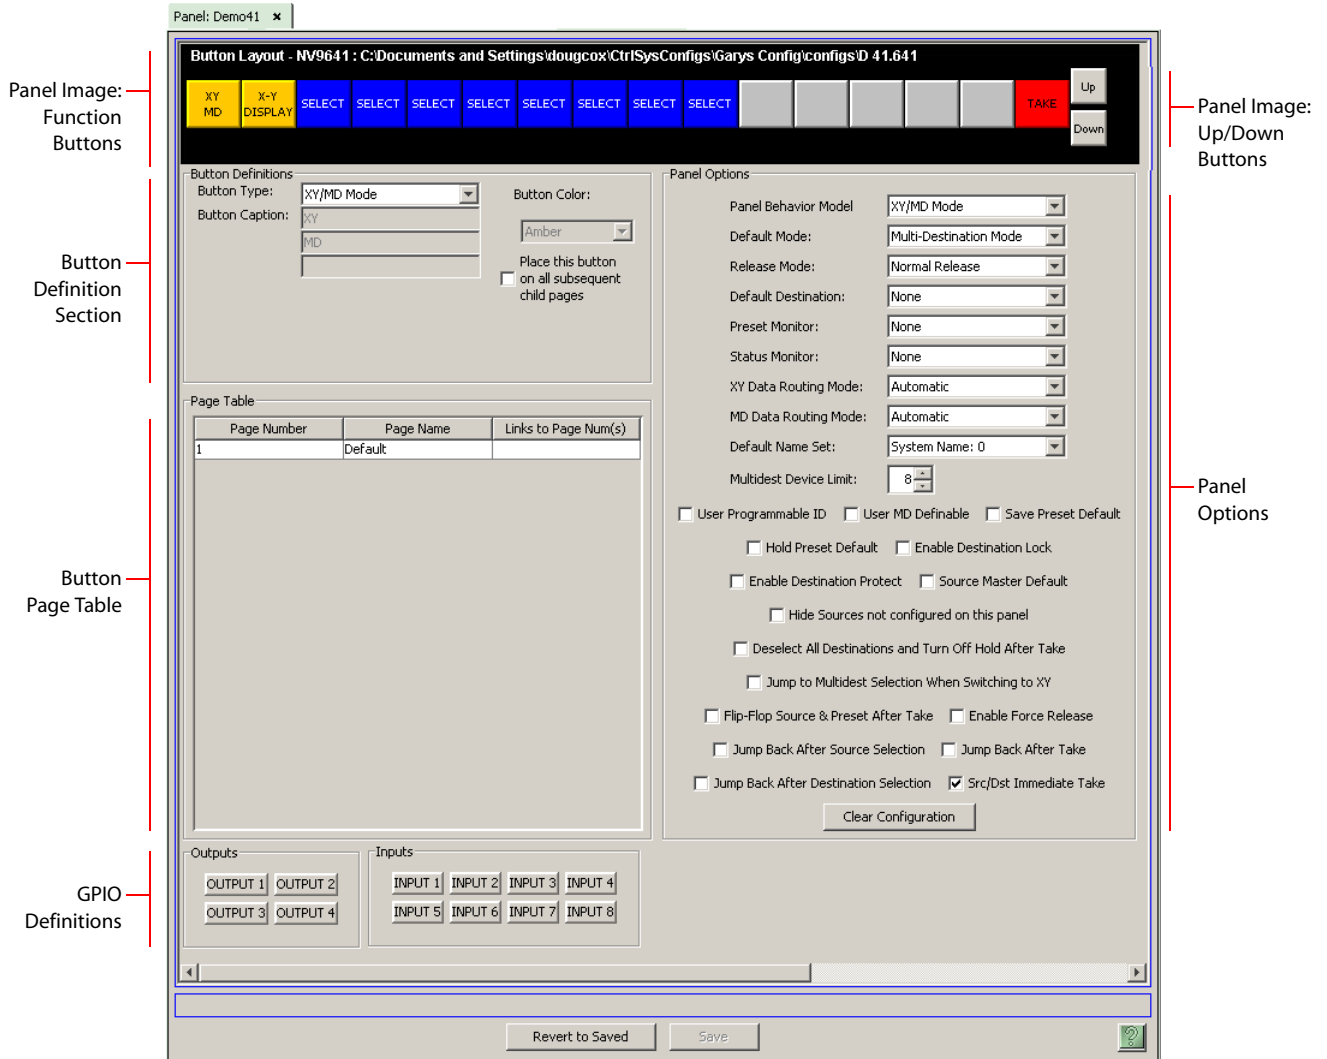 Panel: Demo41
Button Layout - NV9641 : C:\Documents and Settings\dougcox\CtrlSysConfigs\Garys Config\configs\D 41.641
XY
MD
X-Y
DISPLAY
SELECT
SELECT
SELECT
SELECT
SELECT
SELECT
SELECT
SELECT
TAKE
Up
Down
Panel Image:
Function
Buttons
Panel Image:
Up/Down
Buttons
Button Definitions
Button Type:
XY/MD Mode
Button Color:
Button Caption:
XY
MD
Amber
Place this button
on all subsequent
child pages
Button
Definition
Section
Page Table
Page Number
Page Name
Links to Page Num(s)
1
Default
Button
Page Table
Panel Options
Panel Behavior Model
XY/MD Mode
Default Mode:
Multi-Destination Mode
Release Mode:
Normal Release
Default Destination:
None
Preset Monitor:
None
Status Monitor:
None
XY Data Routing Mode:
Automatic
MD Data Routing Mode:
Automatic
Default Name Set:
System Name: 0
Multidest Device Limit:
8
User Programmable ID
User MD Definable
Save Preset Default
Hold Preset Default
Enable Destination Lock
Enable Destination Protect
Source Master Default
Hide Sources not configured on this panel
Deselect All Destinations and Turn Off Hold After Take
Jump to Multidest Selection When Switching to XY
Flip-Flop Source & Preset After Take
Enable Force Release
Jump Back After Source Selection
Jump Back After Take
Jump Back After Destination Selection
Src/Dst Immediate Take
Clear Configuration
Panel
Options
Outputs
OUTPUT 1
OUTPUT 2
OUTPUT 3
OUTPUT 4
Inputs
INPUT 1
INPUT 2
INPUT 3
INPUT 4
INPUT 5
INPUT 6
INPUT 7
INPUT 8
GPIO
Definitions
Revert to Saved
Save
?